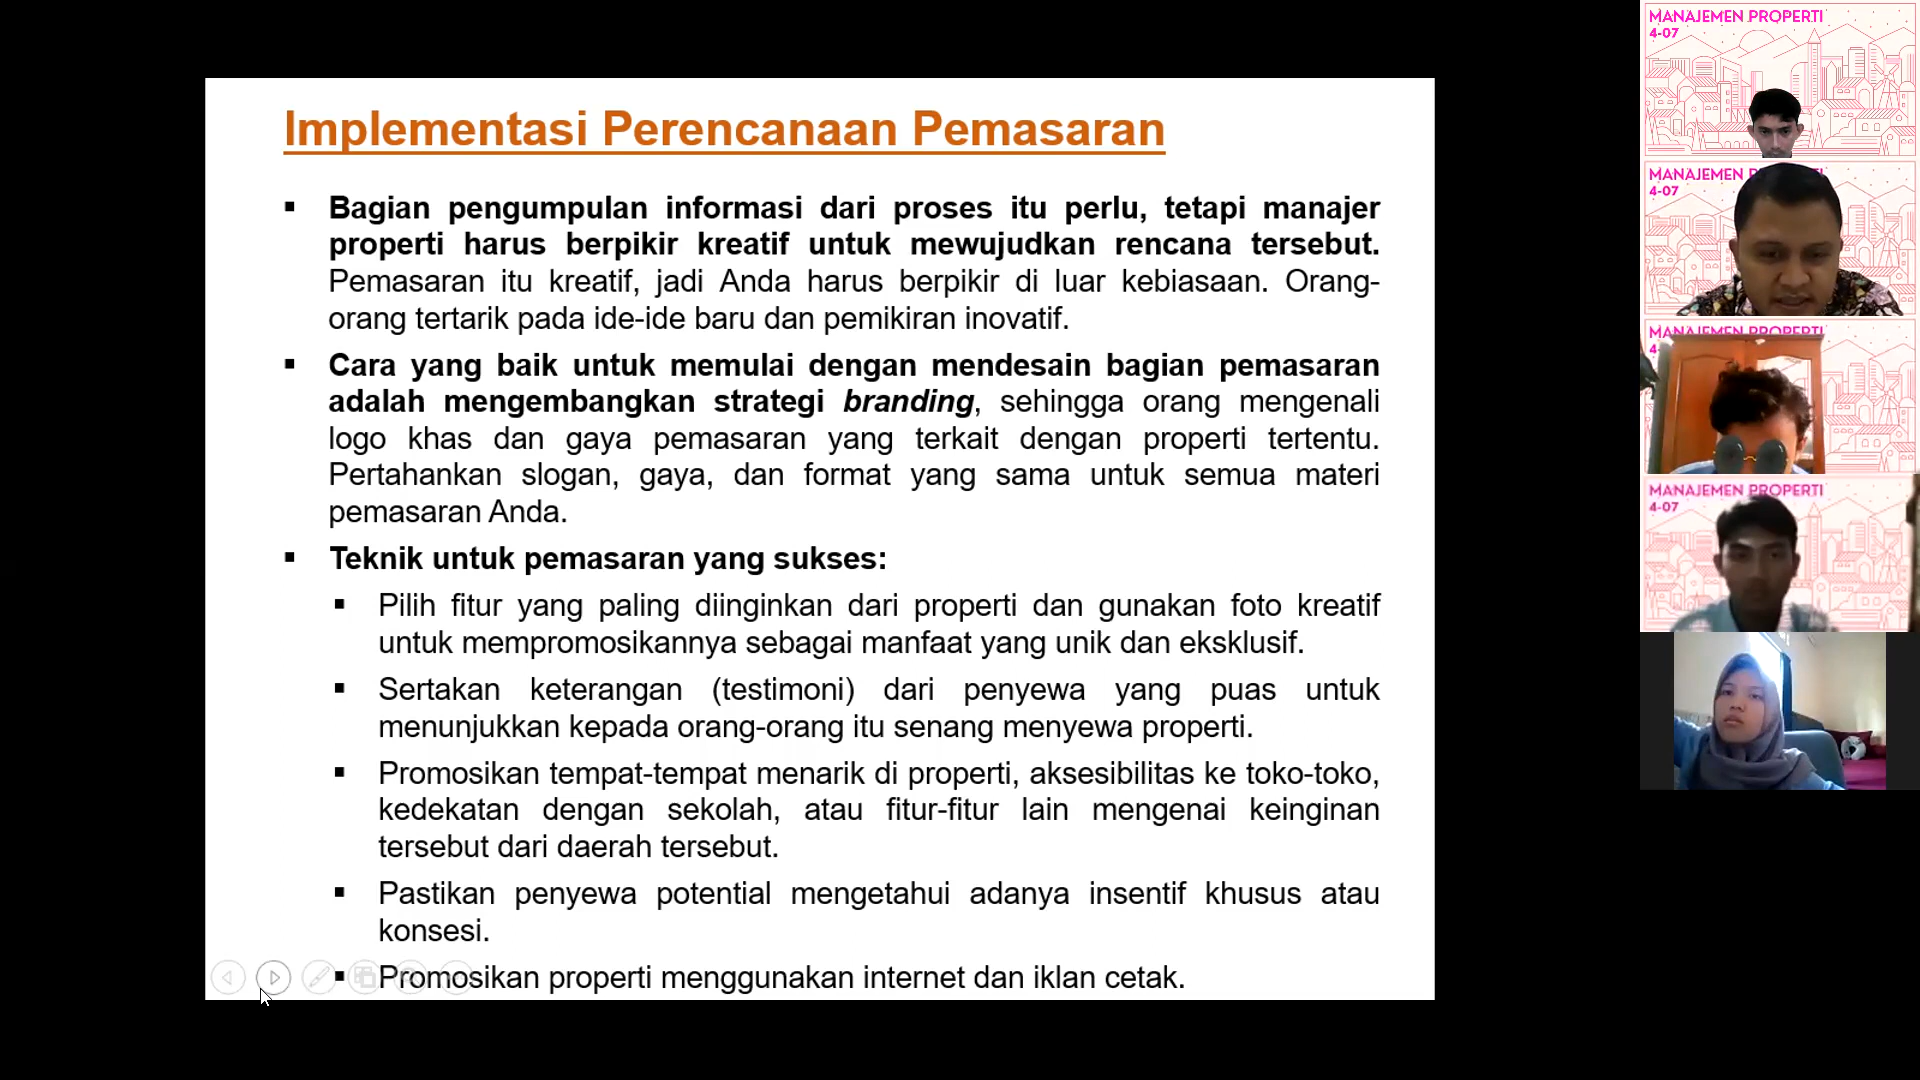 Implementasi Perencanaan Pemasaran
▪ Bagian pengumpulan informasi dari proses itu perlu, tetapi manajer
properti harus berpikir kreatif untuk mewujudkan rencana tersebut.
Pemasaran itu kreatif, jadi Anda harus berpikir di luar kebiasaan. Orang-
orang tertarik pada ide-ide baru dan pemikiran inovatif.
▪ Cara yang baik untuk memulai dengan mendesain bagian pemasaran
adalah mengembangkan strategi branding, sehingga orang mengenali
logo khas dan gaya pemasaran yang terkait dengan properti tertentu.
Pertahankan slogan, gaya, dan format yang sama untuk semua materi
pemasaran Anda.
▪ Teknik untuk pemasaran yang sukses:
▪ Pilih fitur yang paling diinginkan dari properti dan gunakan foto kreatif
untuk mempromosikannya sebagai manfaat yang unik dan eksklusif.
▪ Sertakan keterangan (testimoni) dari penyewa yang puas untuk
menunjukkan kepada orang-orang itu senang menyewa properti.
▪ Promosikan tempat-tempat menarik di properti, aksesibilitas ke toko-toko,
kedekatan dengan sekolah, atau fitur-fitur lain mengenai keinginan
tersebut dari daerah tersebut.
▪ Pastikan penyewa potential mengetahui adanya insentif khusus atau
konsesi.
▪ Promosikan properti menggunakan internet dan iklan cetak.
MANAJEMEN PROPERTI
4-07
MANAJEMEN
4-07
MANAJEMEN PROPERTI
MANAJEMEN PROPERTI
4-07